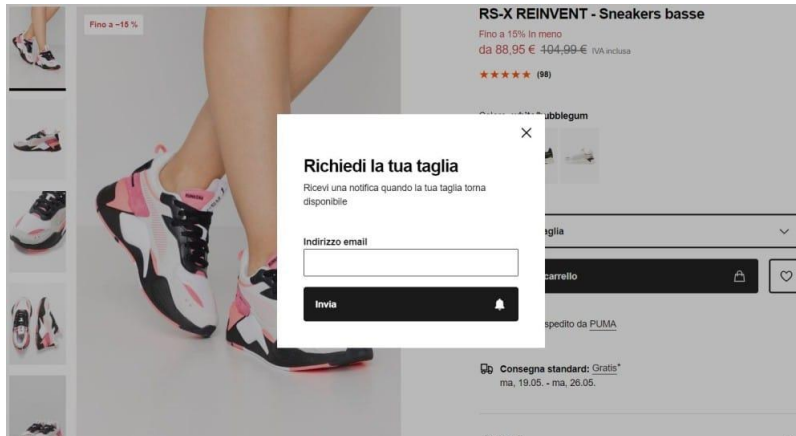 Fino a −15 %
RS-X REINVENT - Sneakers basse
Fino a 15% In meno
da 88,95 € 104,99 € IVA inclusa
★★★★★ (98)
Richiedi la tua taglia
Ricevi una notifica quando la tua taglia torna
disponibile
Indirizzo email
Invia
aglia
carrello
spedito da PUMA
Consegna standard: Gratis*
ma, 19.05. - ma, 26.05.